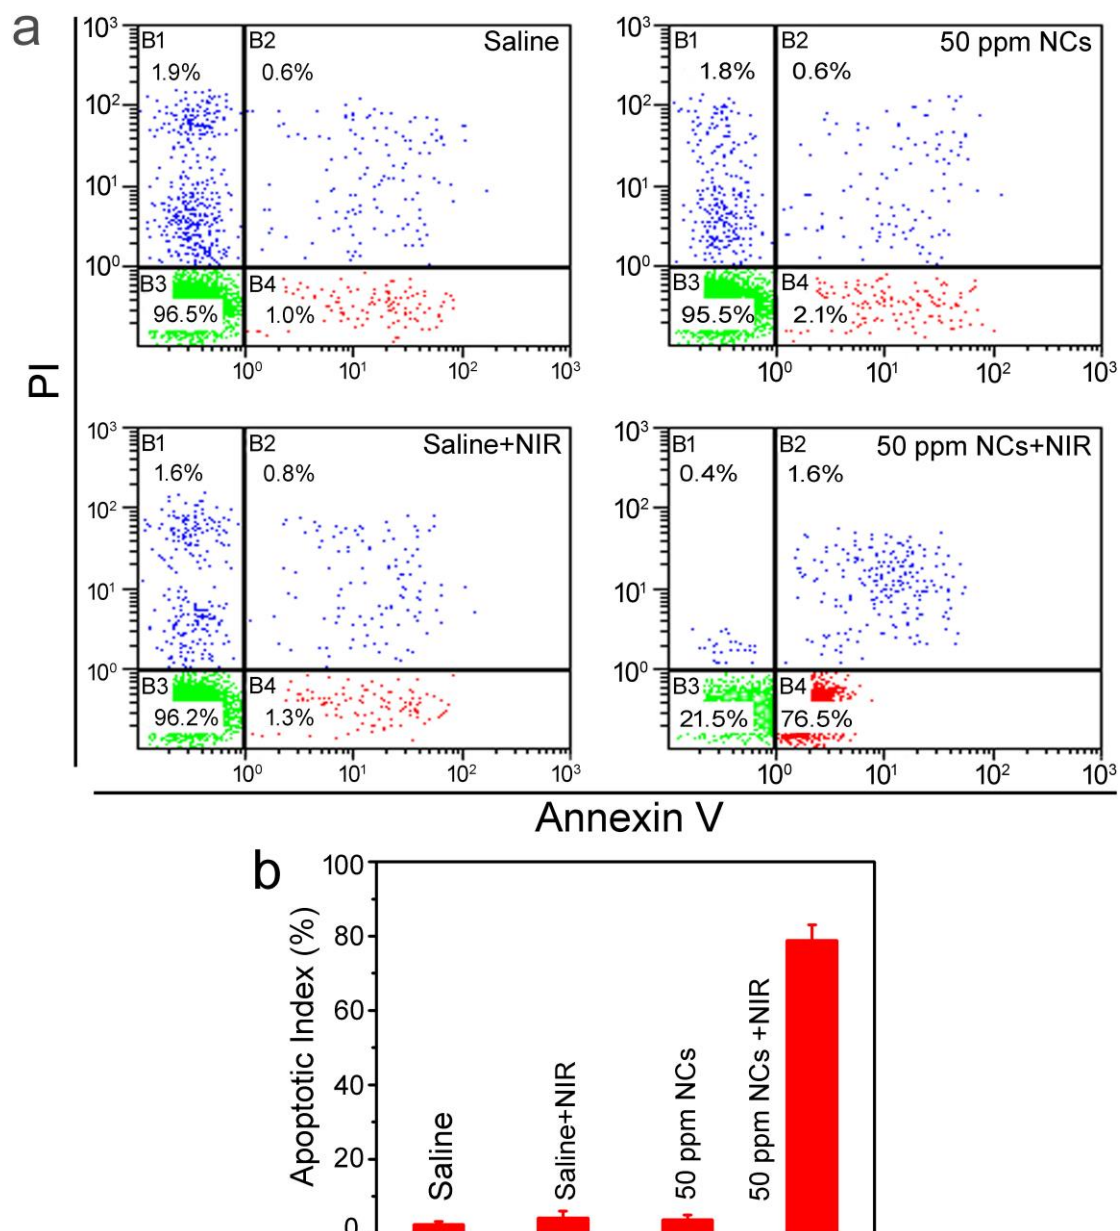 a
10³
B1
B2
Saline
1.9%
0.6%
10²
10¹
10⁰
B3
B4
96.5%
1.0%
10⁰
10¹
10²
10³
B1
B2
50 ppm NCs
1.8%
0.6%
10³
10²
10¹
10⁰
B3
B4
95.5%
2.1%
10⁰
10¹
10²
10³
PI
10³
B1
B2
Saline+NIR
1.6%
0.8%
10²
10¹
10⁰
B3
B4
96.2%
1.3%
10⁰
10¹
10²
10³
10³
B1
B2
50 ppm NCs+NIR
0.4%
1.6%
10²
10¹
10⁰
B3
B4
21.5%
76.5%
10⁰
10¹
10²
10³
Annexin V
b
Apoptotic Index (%)
100
80
60
40
20
0
Saline
Saline+NIR
50 ppm NCs
50 ppm NCs +NIR